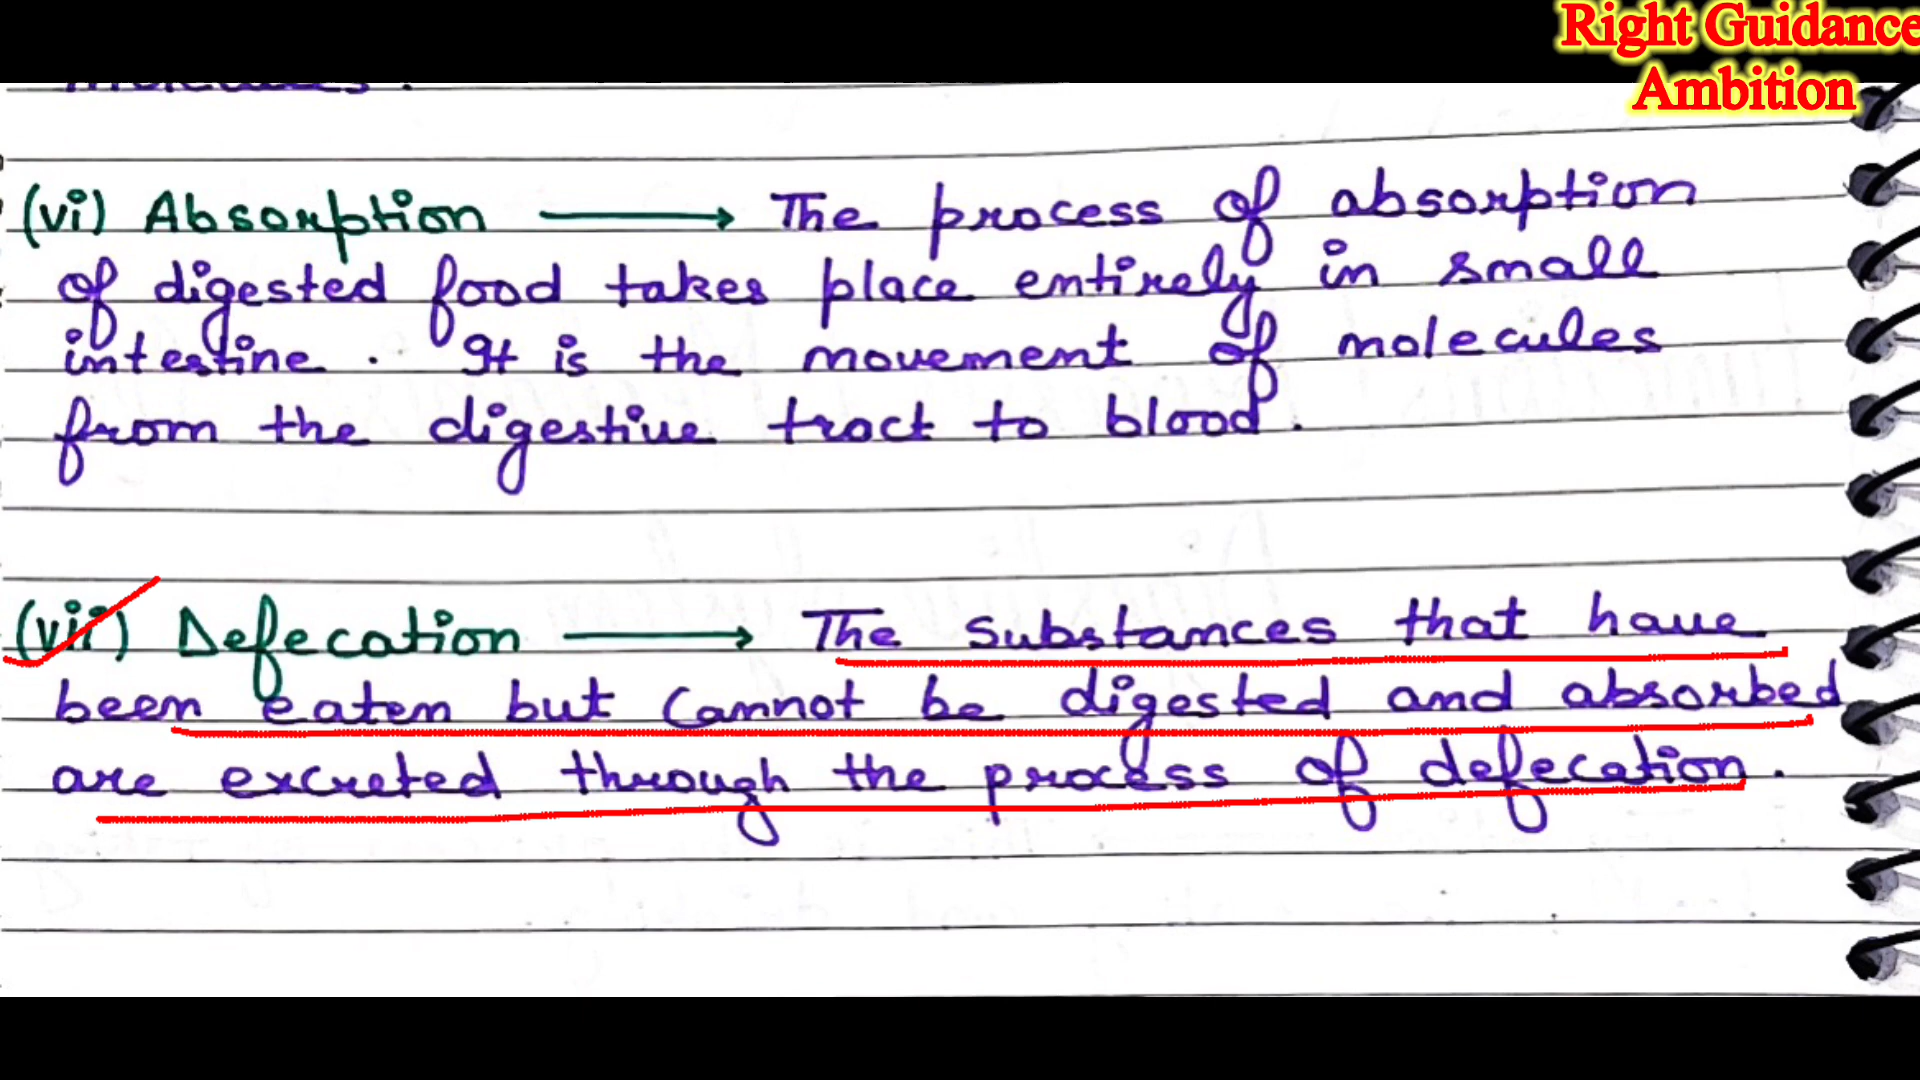 Right Guidance
Ambition
(vi) Absorption ⟶ The process of absorption
of digested food takes place entirely in small
intestine. It is the movement of molecules
from the digestive tract to blood.
(vii) Defecation ⟶ The substances that have
been eaten but cannot be digested and absorbed
are excreted through the process of defecation.